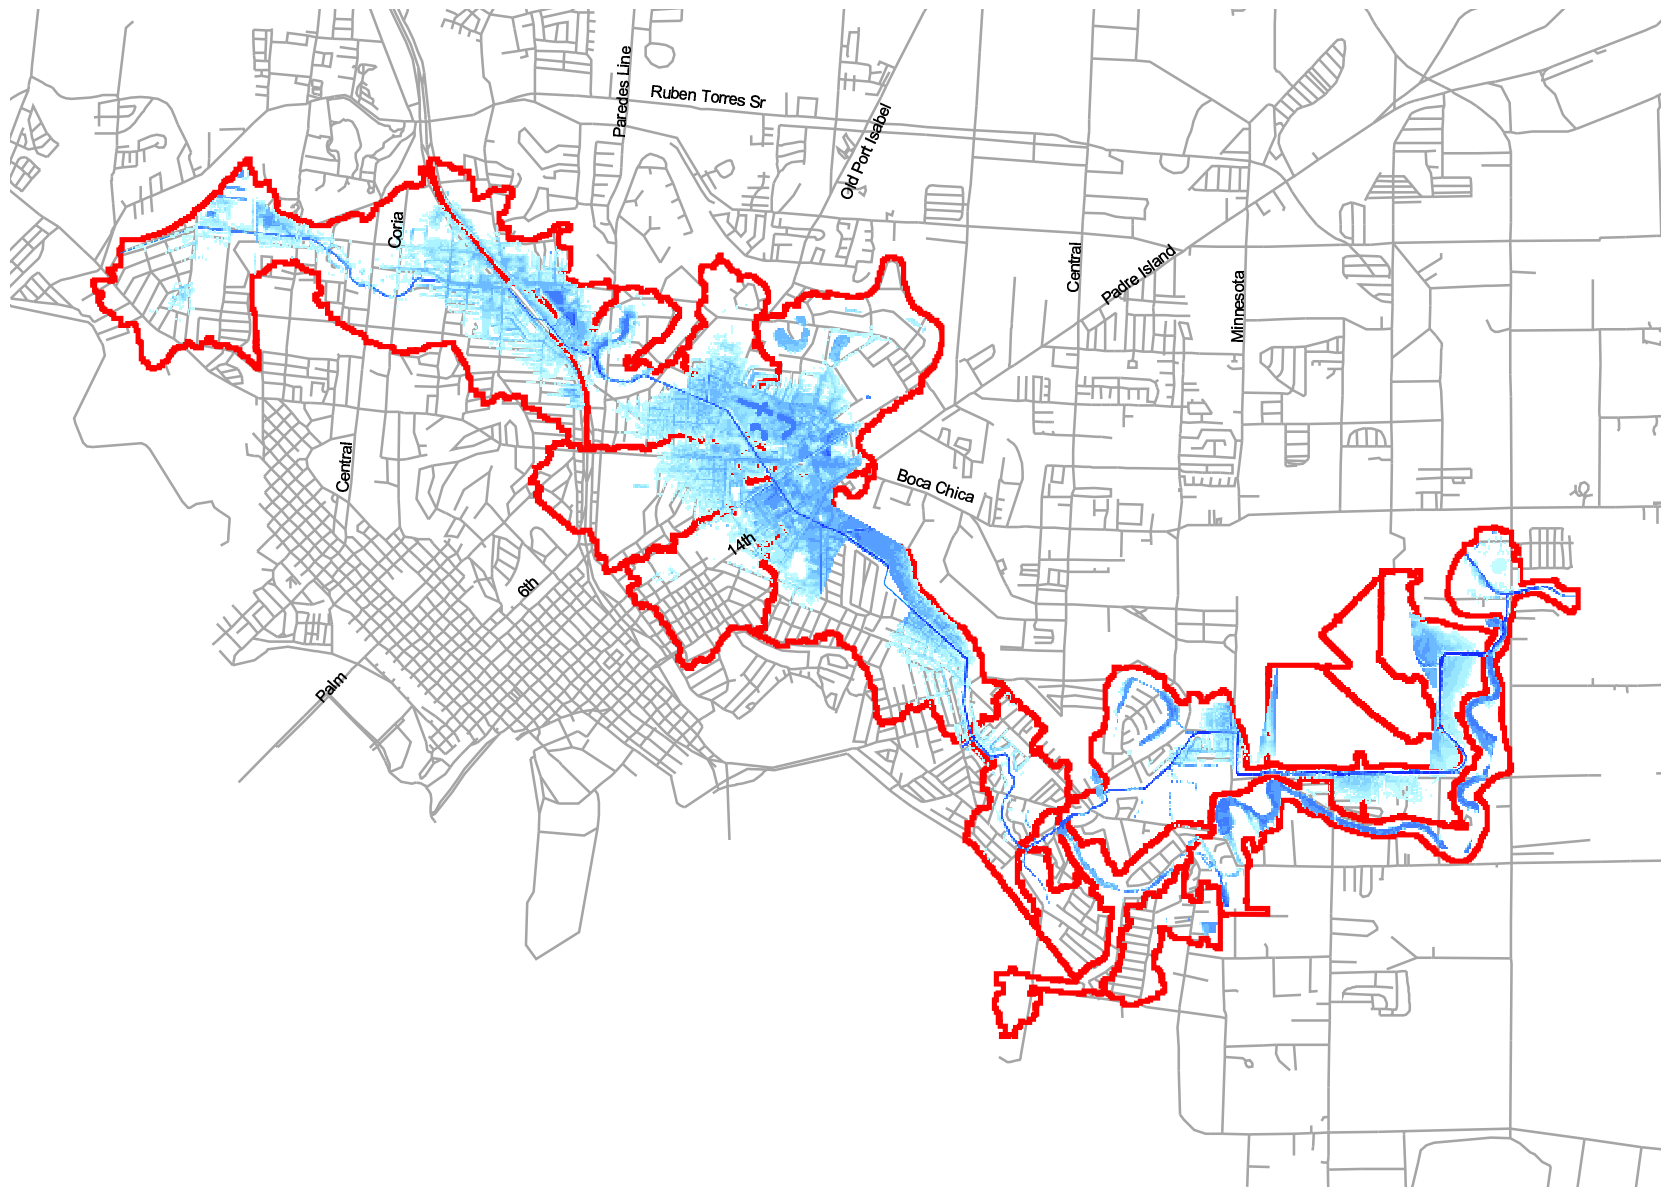 Ruben Torres Sr
Paredes Line
Old Port Isabel
Coria
Central
Padre Island
Minnesota
Central
Boca Chica
14th
6th
Palm